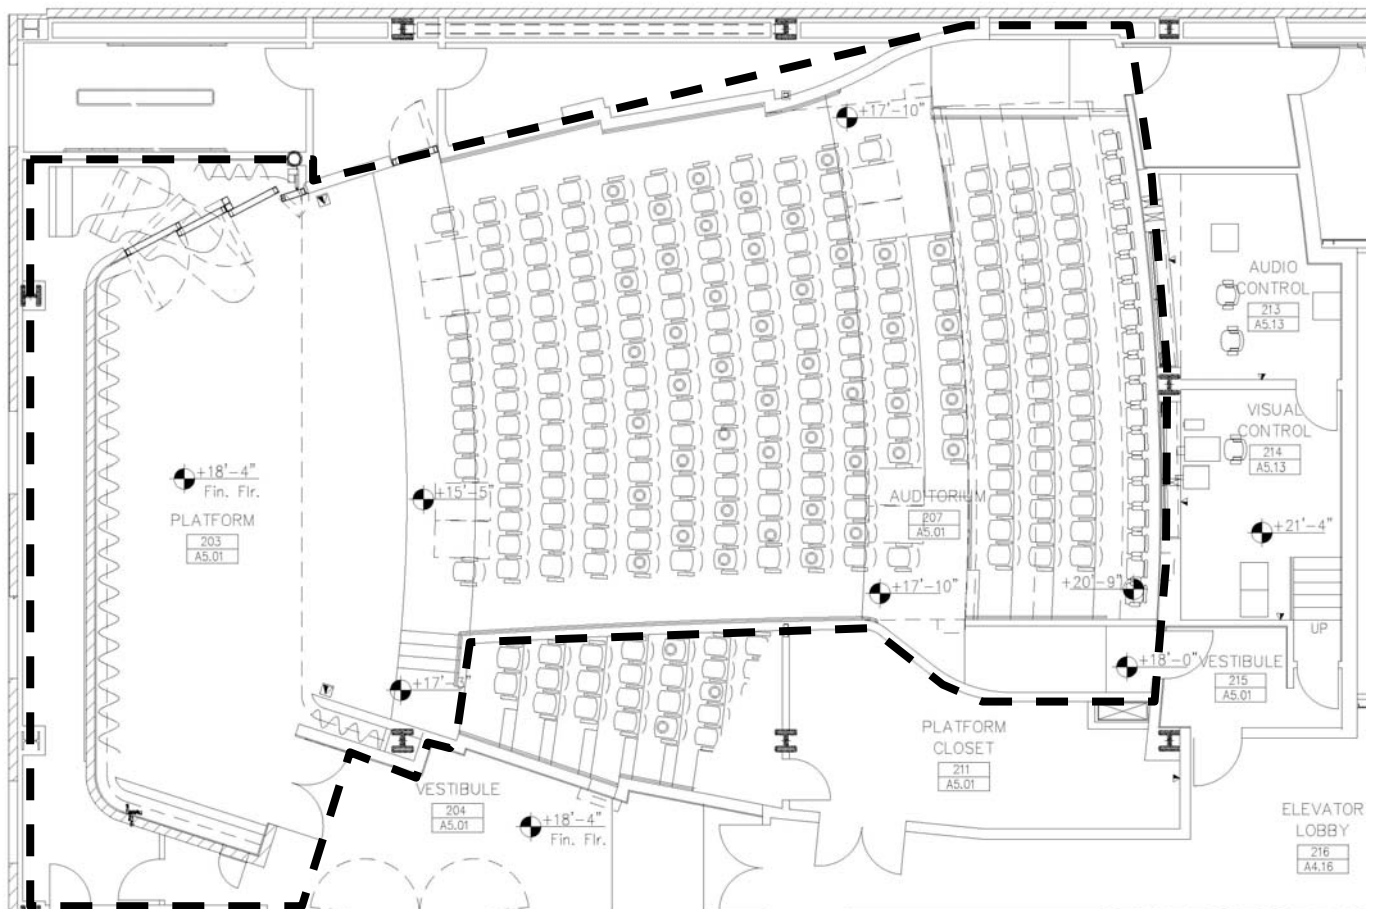 +17'-10"
AUDIO
CONTROL
213
A5.13
VISUAL
CONTROL
214
A5.13
+18'-4"
Fin. Flr.
PLATFORM
203
A5.01
+15'-5"
AUDITORIUM
207
A5.01
+21'-4"
+17'-10"
+20'-9"
UP
+18'-0"
VESTIBULE
215
A5.01
PLATFORM
CLOSET
211
A5.01
VESTIBULE
204
A5.01
+18'-4"
Fin. Flr.
ELEVATOR
LOBBY
216
A4.16